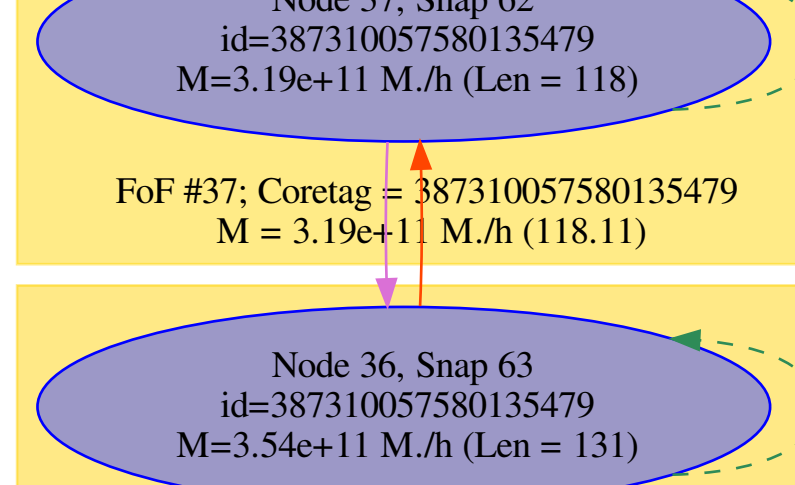 Node 37, Snap 62
id=387310057580135479
M=3.19e+11 M./h (Len = 118)
FoF #37; Coretag = 387310057580135479
M = 3.19e+11 M./h (118.11)
Node 36, Snap 63
id=387310057580135479
M=3.54e+11 M./h (Len = 131)